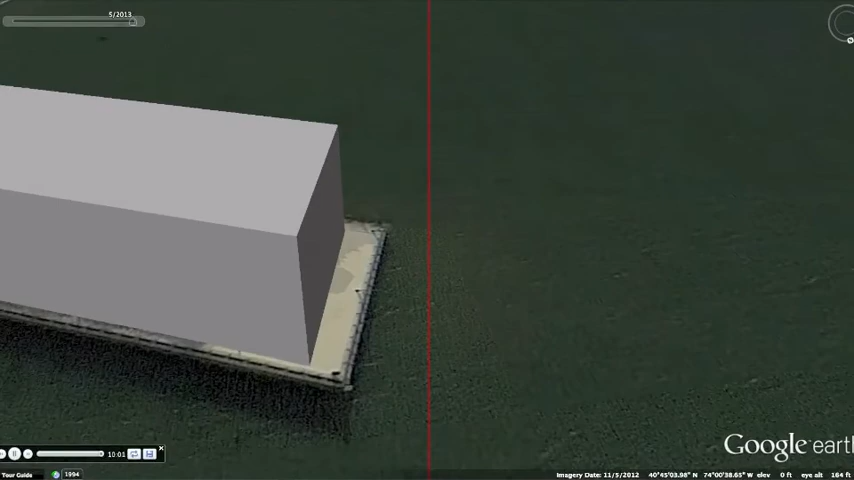 5/2013
10:01
Google earth
Tour Guide
1994
Imagery Date: 11/5/2012 40°45'03.98" N 74°00'38.65" W elev 0 ft eye alt 164 ft